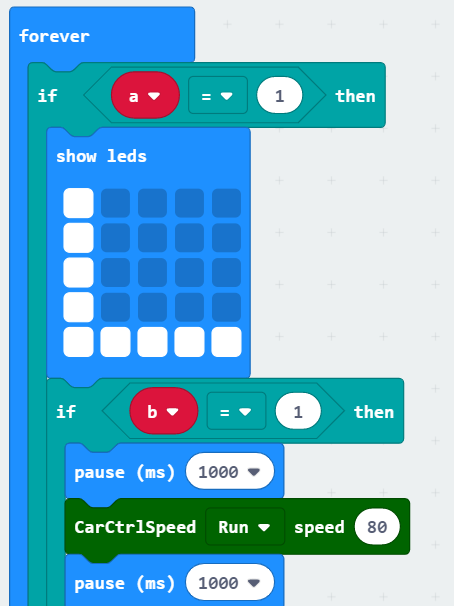 forever
if a = 1 then
show leds
if b = 1 then
pause (ms) 1000
CarCtrlSpeed Run speed 80
pause (ms) 1000